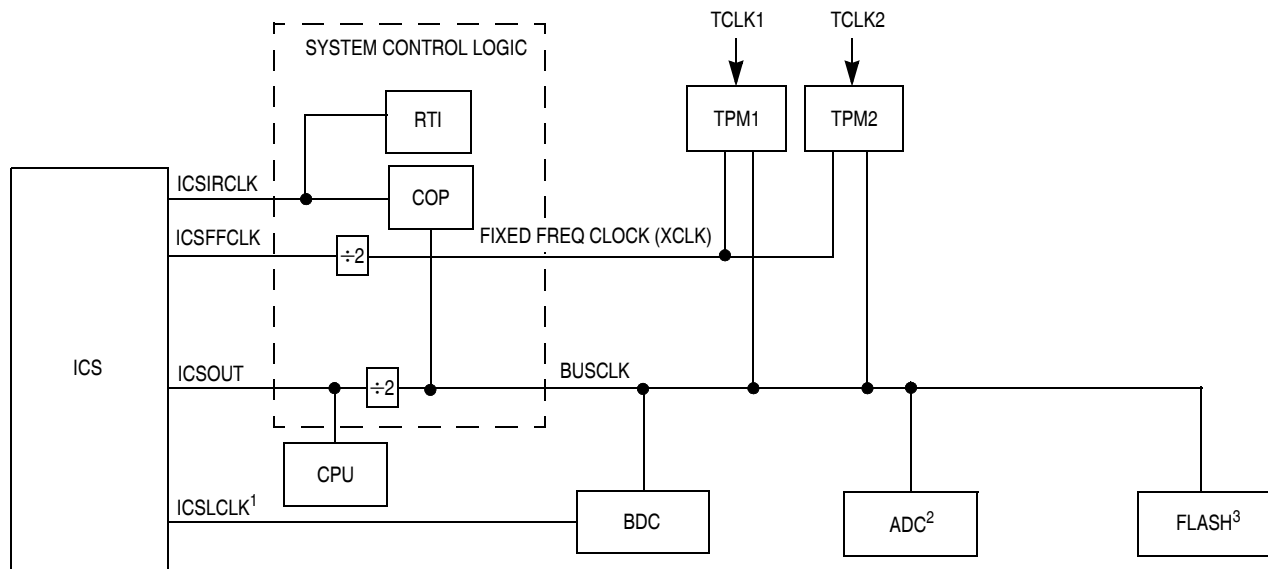 TCLK1
TCLK2
SYSTEM CONTROL LOGIC
RTI
TPM1
TPM2
ICSIRCLK
COP
ICSFFCLK
÷2
FIXED FREQ CLOCK (XCLK)
ICS
ICSOUT
÷2
BUSCLK
CPU
ICSLCLK1
BDC
ADC2
FLASH3